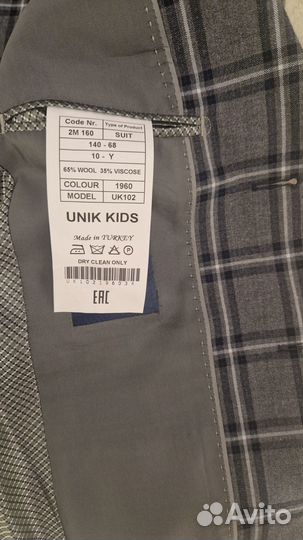 Code Nr. Type of Product
2M 160 SUIT
140 - 68
10 - Y
65% WOOL 35% VISCOSE
COLOUR 1960
MODEL UK102
UNIK KIDS
Made in TURKEY
DRY CLEAN ONLY
EAC
Avito